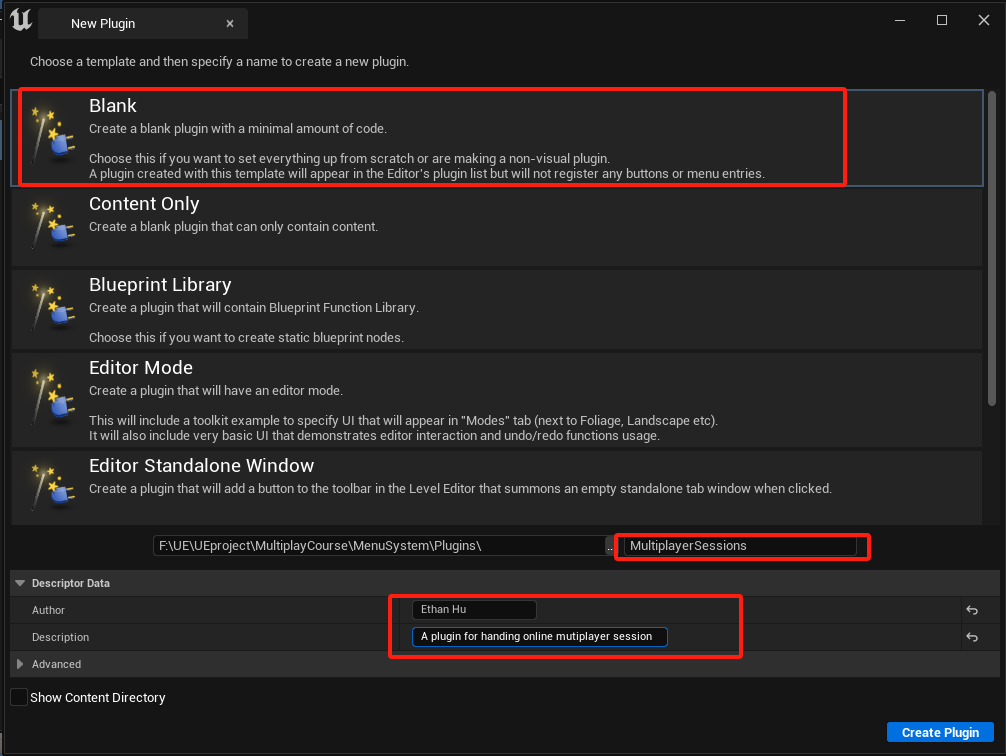 New Plugin
Choose a template and then specify a name to create a new plugin.
Blank
Create a blank plugin with a minimal amount of code.
Choose this if you want to set everything up from scratch or are making a non-visual plugin.
A plugin created with this template will appear in the Editor's plugin list but will not register any buttons or menu entries.
Content Only
Create a blank plugin that can only contain content.
Blueprint Library
Create a plugin that will contain Blueprint Function Library.
Choose this if you want to create static blueprint nodes.
Editor Mode
Create a plugin that will have an editor mode.
This will include a toolkit example to specify UI that will appear in "Modes" tab (next to Foliage, Landscape etc).
It will also include very basic UI that demonstrates editor interaction and undo/redo functions usage.
Editor Standalone Window
Create a plugin that will add a button to the toolbar in the Level Editor that summons an empty standalone tab window when clicked.
F:\UE\UEproject\MultiplayCourse\MenuSystem\Plugins\ .. MultiplayerSessions
Descriptor Data
Author Ethan Hu
Description A plugin for handing online mutiplayer session
Advanced
Show Content Directory
Create Plugin